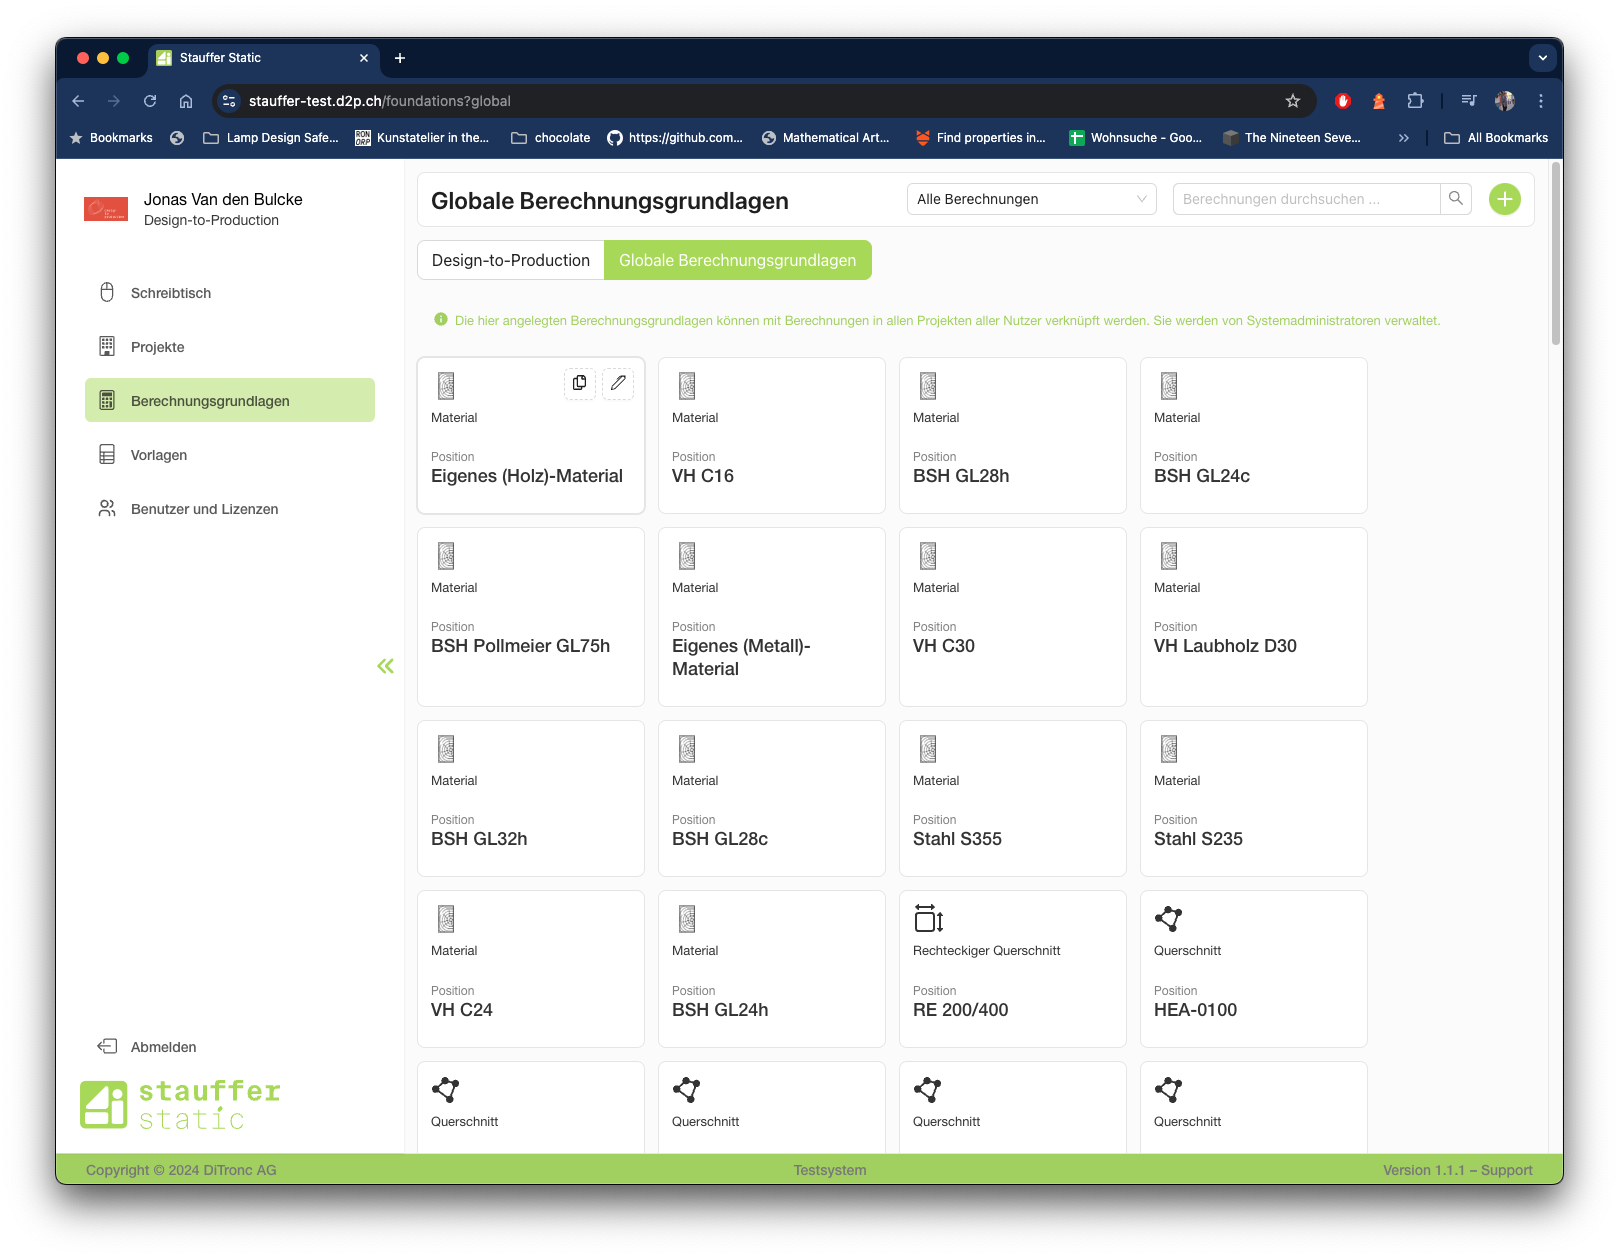 Stauffer Static
stauffer-test.d2p.ch/foundations?global
Bookmarks
Lamp Design Safe...
Kunstatelier in the...
chocolate
https://github.com...
Mathematical Art...
Find properties in...
Wohnsuche - Goo...
The Nineteen Seve...
All Bookmarks
Jonas Van den Bulcke
Design-to-Production
Schreibtisch
Projekte
Berechnungsgrundlagen
Vorlagen
Benutzer und Lizenzen
Abmelden
stauffer
static
Globale Berechnungsgrundlagen
Alle Berechnungen
Berechnungen durchsuchen ...
Design-to-Production
Globale Berechnungsgrundlagen
Die hier angelegten Berechnungsgrundlagen können mit Berechnungen in allen Projekten aller Nutzer verknüpft werden. Sie werden von Systemadministratoren verwaltet.
Material
Position
Eigenes (Holz)-Material
Material
Position
VH C16
Material
Position
BSH GL28h
Material
Position
BSH GL24c
Material
Position
BSH Pollmeier GL75h
Material
Position
Eigenes (Metall)-
Material
Material
Position
VH C30
Material
Position
VH Laubholz D30
Material
Position
BSH GL32h
Material
Position
BSH GL28c
Material
Position
Stahl S355
Material
Position
Stahl S235
Material
Position
VH C24
Material
Position
BSH GL24h
Rechteckiger Querschnitt
Position
RE 200/400
Querschnitt
Position
HEA-0100
Querschnitt
Querschnitt
Querschnitt
Querschnitt
Copyright © 2024 DiTronc AG
Testsystem
Version 1.1.1 – Support